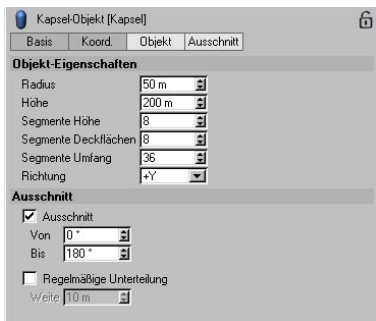 Kapsel-Objekt [Kapsel]
Basis Koord. Objekt Ausschnitt
Objekt-Eigenschaften
Radius 50 m
Höhe 200 m
Segmente Höhe 8
Segmente Deckflächen 8
Segmente Umfang 36
Richtung +Y
Ausschnitt
Ausschnitt
Von 0 °
Bis 180 °
Regelmäßige Unterteilung
Weite 10 m